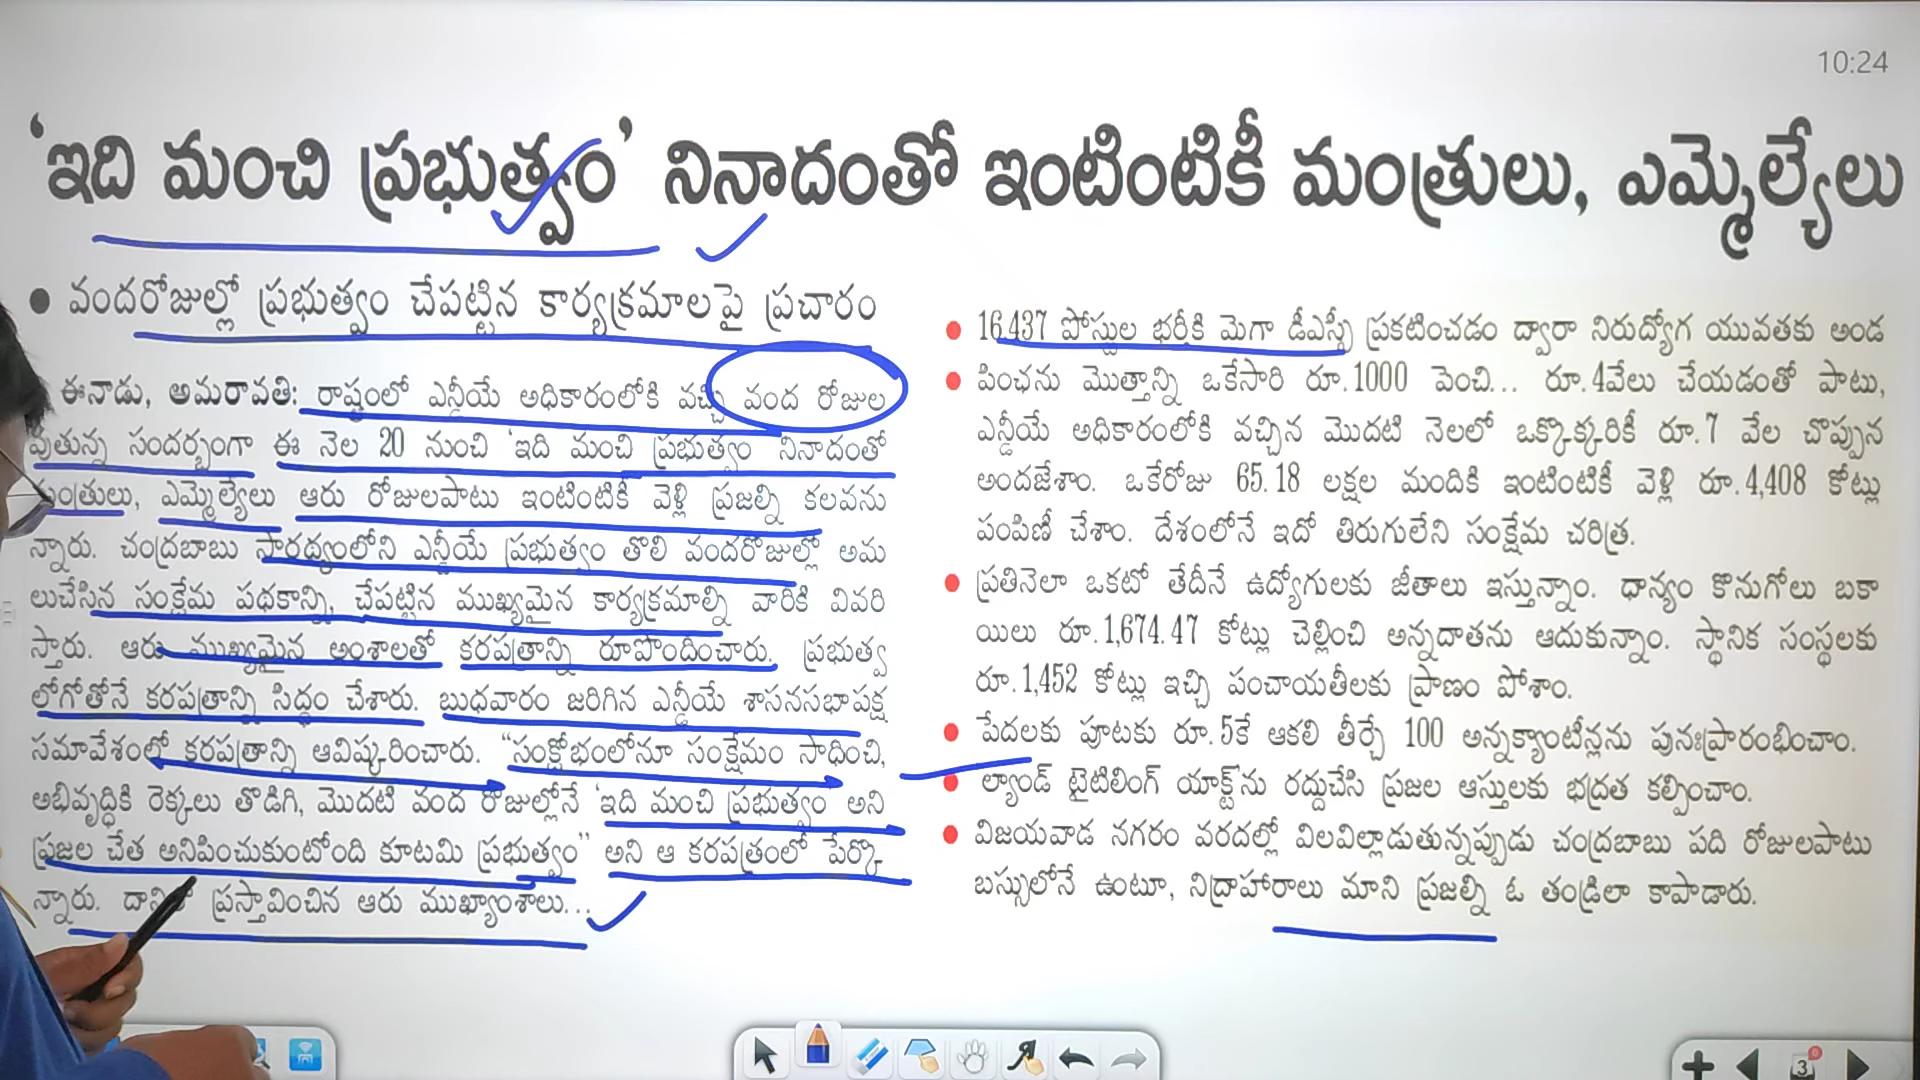 10:24
‘ఇది మంచి ప్రభుత్వం’ నినాదంతో ఇంటింటికీ మంత్రులు, ఎమ్మెల్యేలు
● వందరోజుల్లో ప్రభుత్వం చేపట్టిన కార్యక్రమాలపై ప్రచారం
ఈనాడు, అమరావతి: రాష్ట్రంలో ఎన్డీయే అధికారంలోకి వచ్చి వంద రోజుల
వుతున్న సందర్భంగా ఈ నెల 20 నుంచి ‘ఇది మంచి ప్రభుత్వం నినాదంతో
మంత్రులు, ఎమ్మెల్యేలు ఆరు రోజులపాటు ఇంటింటికీ వెళ్లి ప్రజల్ని కలవను
న్నారు. చంద్రబాబు సారథ్యంలోని ఎన్డీయే ప్రభుత్వం తొలి వందరోజుల్లో అమ
లుచేసిన సంక్షేమ పథకాన్ని, చేపట్టిన ముఖ్యమైన కార్యక్రమాల్ని వారికి వివరి
స్తారు. ఆరు ముఖ్యమైన అంశాలతో కరపత్రాన్ని రూపొందించారు. ప్రభుత్వ
లోగోతోనే కరపత్రాన్ని సిద్ధం చేశారు. బుధవారం జరిగిన ఎన్డీయే శాసనసభాపక్ష
సమావేశంలో కరపత్రాన్ని ఆవిష్కరించారు. “సంక్షోభంలోనూ సంక్షేమం సాధించి,
అభివృద్ధికి రెక్కలు తొడిగి, మొదటి వంద రోజుల్లోనే ‘ఇది మంచి ప్రభుత్వం అని
ప్రజల చేత అనిపించుకుంటోంది కూటమి ప్రభుత్వం” అని ఆ కరపత్రంలో పేర్కొ
న్నారు. ప్రస్తావించిన ఆరు ముఖ్యాంశాలు...
● 16,437 పోస్టుల భర్తీకి మెగా డీఎస్సీ ప్రకటించడం ద్వారా నిరుద్యోగ యువతకు అండ
● పింఛను మొత్తాన్ని ఒకేసారి రూ.1000 పెంచి... రూ.4వేలు చేయడంతో పాటు,
ఎన్డీయే అధికారంలోకి వచ్చిన మొదటి నెలలో ఒక్కొక్కరికీ రూ.7 వేల చొప్పున
అందజేశాం. ఒకేరోజు 65.18 లక్షల మందికి ఇంటింటికీ వెళ్లి రూ.4,408 కోట్లు
పంపిణీ చేశాం. దేశంలోనే ఇదో తిరుగులేని సంక్షేమ చరిత్ర.
● ప్రతినెలా ఒకటో తేదీనే ఉద్యోగులకు జీతాలు ఇస్తున్నాం. ధాన్యం కొనుగోలు బకా
యిలు రూ.1,674.47 కోట్లు చెల్లించి అన్నదాతను ఆదుకున్నాం. స్థానిక సంస్థలకు
రూ.1,452 కోట్లు ఇచ్చి పంచాయతీలకు ప్రాణం పోశాం.
● పేదలకు పూటకు రూ.5కే ఆకలి తీర్చే 100 అన్నక్యాంటీన్లను పునఃప్రారంభించాం.
● ల్యాండ్ టైటిలింగ్ యాక్ట్‌ను రద్దుచేసి ప్రజల ఆస్తులకు భద్రత కల్పించాం.
● విజయవాడ నగరం వరదల్లో విలవిల్లాడుతున్నప్పుడు చంద్రబాబు పది రోజులపాటు
బస్సులోనే ఉంటూ, నిద్రాహారాలు మాని ప్రజల్ని ఓ తండ్రిలా కాపాడారు.
3